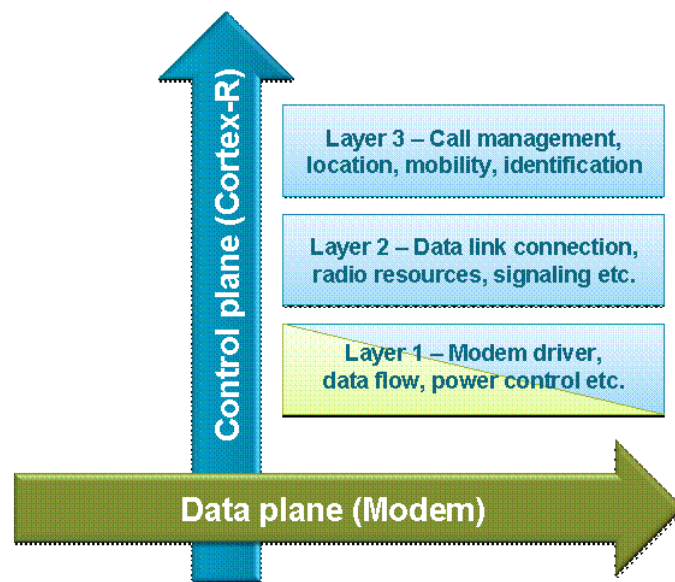 Control plane (Cortex-R)
Layer 3 – Call management,
location, mobility, identification
Layer 2 – Data link connection,
radio resources, signaling etc.
Layer 1 – Modem driver,
data flow, power control etc.
Data plane (Modem)